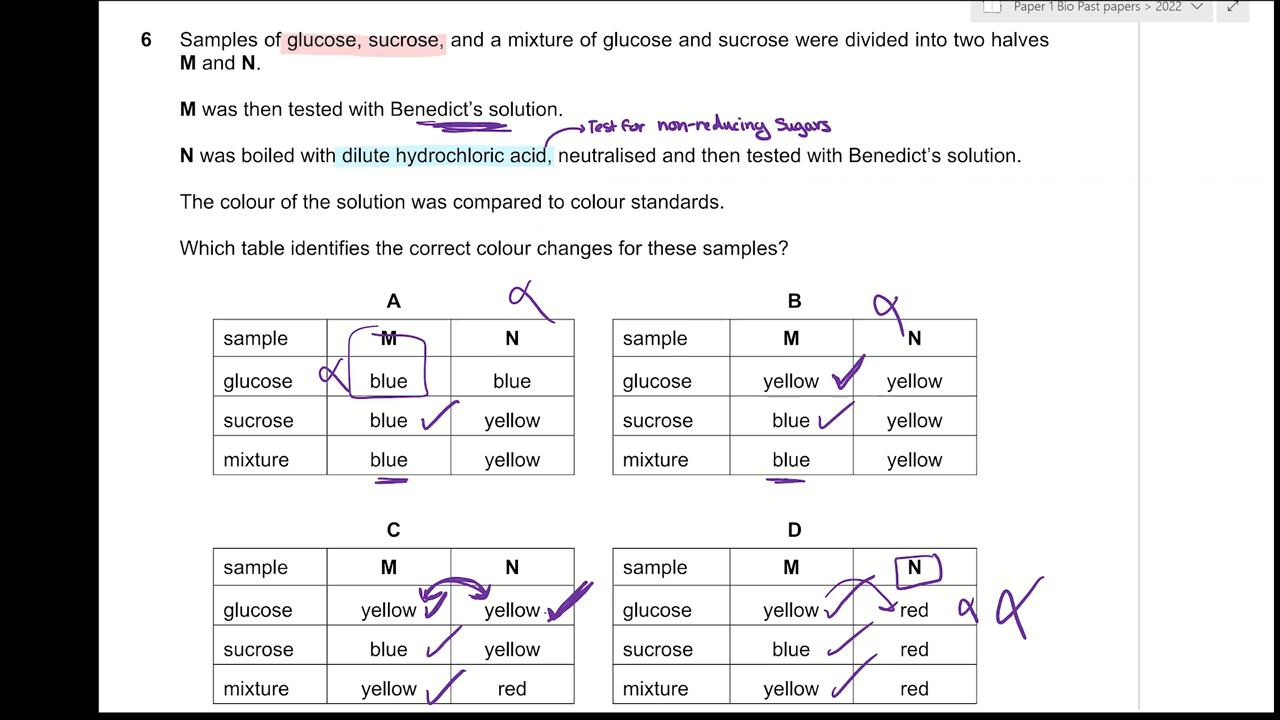 Paper 1 Bio Past papers > 2022
6 Samples of glucose, sucrose, and a mixture of glucose and sucrose were divided into two halves
M and N.
M was then tested with Benedict's solution.
Test for non-reducing Sugars
N was boiled with dilute hydrochloric acid, neutralised and then tested with Benedict's solution.
The colour of the solution was compared to colour standards.
Which table identifies the correct colour changes for these samples?
A
sample M N
glucose blue blue
sucrose blue yellow
mixture blue yellow
B
sample M N
glucose yellow yellow
sucrose blue yellow
mixture blue yellow
C
sample M N
glucose yellow yellow
sucrose blue yellow
mixture yellow red
D
sample M N
glucose yellow red
sucrose blue red
mixture yellow red